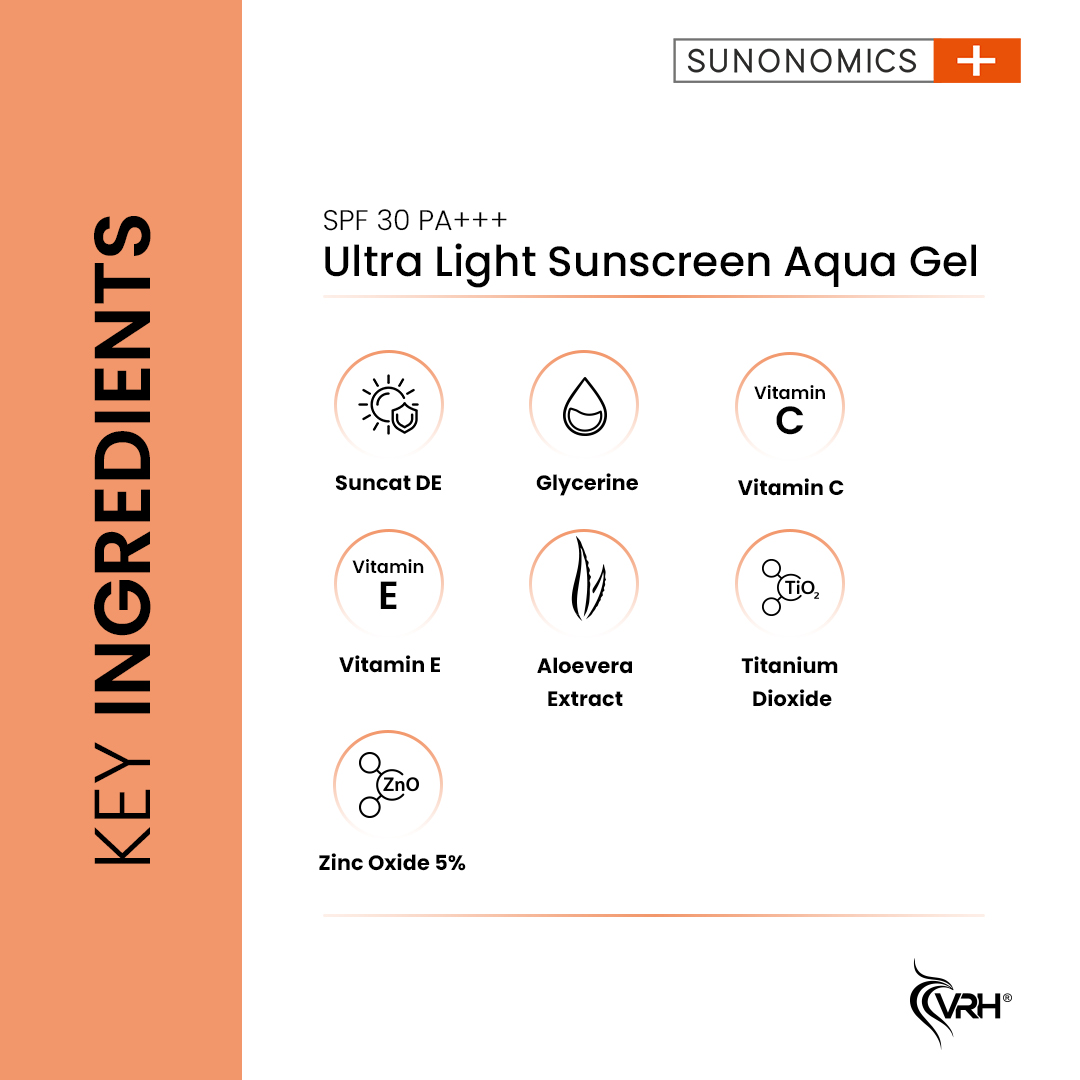 SUNONOMICS +
KEY INGREDIENTS
SPF 30 PA+++
Ultra Light Sunscreen Aqua Gel
Suncat DE
Glycerine
Vitamin
C
Vitamin C
Vitamin
E
Vitamin E
Aloevera
Extract
TiO₂
Titanium
Dioxide
ZnO
Zinc Oxide 5%
VRH®